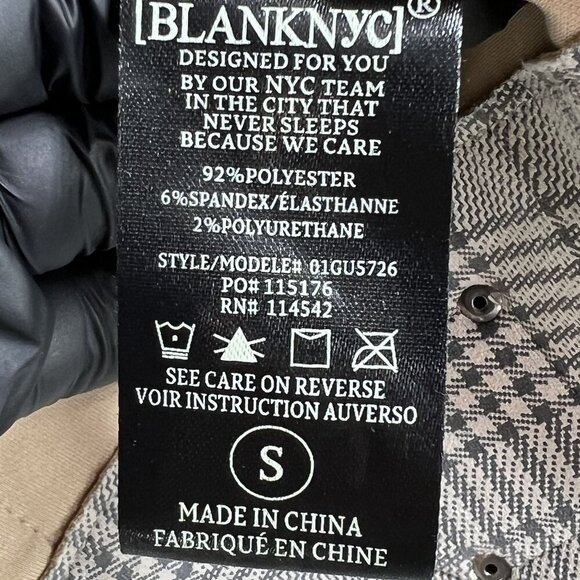 [BLANKNYC]®
DESIGNED FOR YOU
BY OUR NYC TEAM
IN THE CITY THAT
NEVER SLEEPS
BECAUSE WE CARE
92%POLYESTER
6%SPANDEX/ÉLASTHANNE
2%POLYURETHANE
STYLE/MODELE# 01GU5726
PO# 115176
RN# 114542
SEE CARE ON REVERSE
VOIR INSTRUCTION AUVERSO
S
MADE IN CHINA
FABRIQUÉ EN CHINE